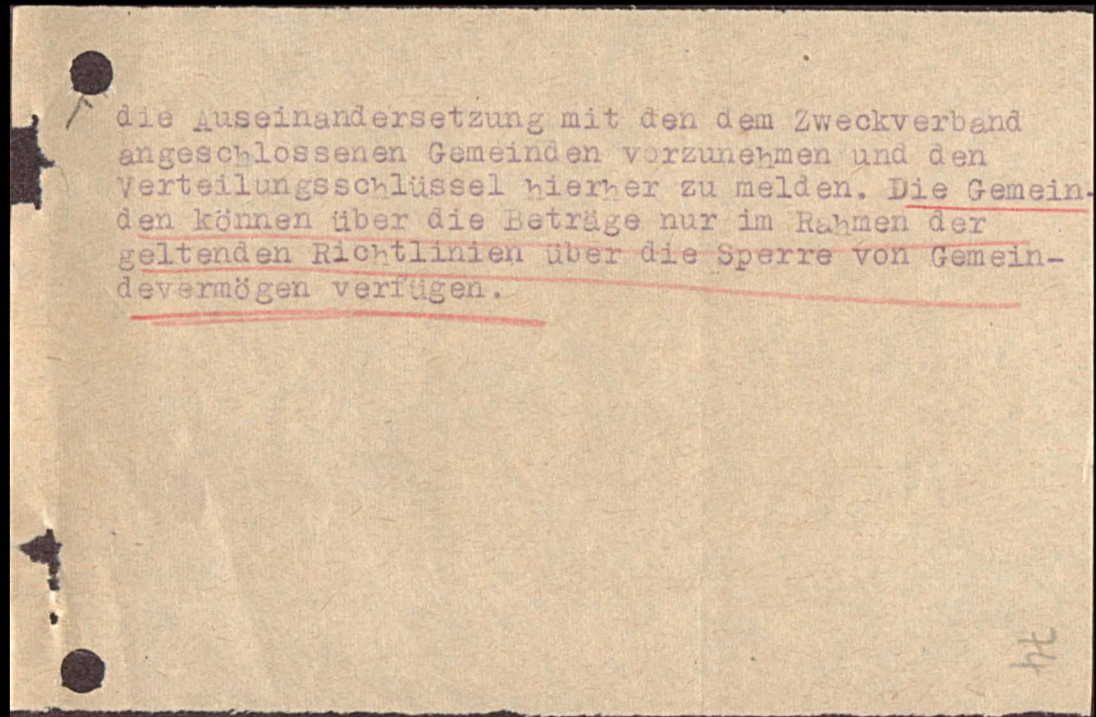 die Auseinandersetzung mit den dem Zweckverband
angeschlossenen Gemeinden vorzunehmen und den
Verteilungsschlüssel hierher zu melden. Die Gemein-
den können über die Beträge nur im Rahmen der
geltenden Richtlinien über die Sperre von Gemein-
devermögen verfügen.